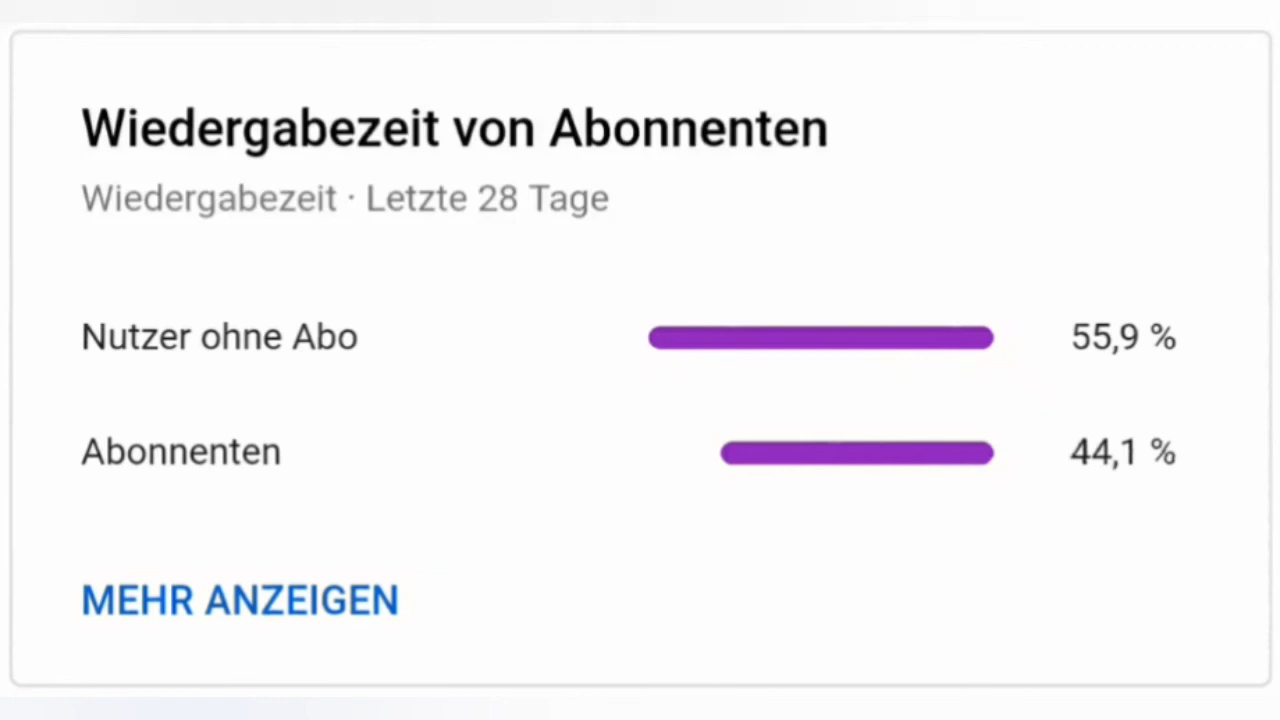 Wiedergabezeit von Abonnenten
Wiedergabezeit · Letzte 28 Tage
Nutzer ohne Abo 55,9 %
Abonnenten 44,1 %
MEHR ANZEIGEN